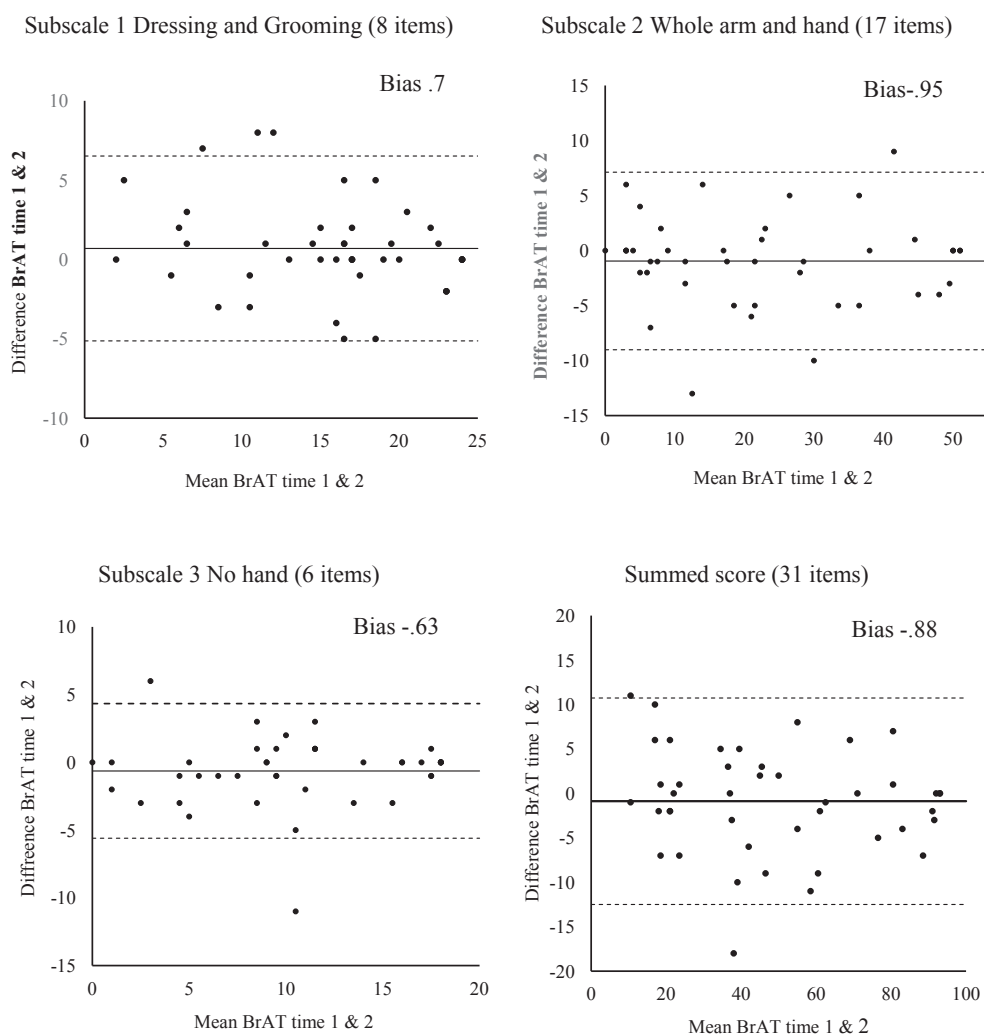 Subscale 1 Dressing and Grooming (8 items)
Bias .7
Difference BrAT time 1 & 2
10
5
0
-5
-10
0 5 10 15 20 25
Mean BrAT time 1 & 2
Subscale 2 Whole arm and hand (17 items)
Bias-.95
Difference BrAT time 1 & 2
15
10
5
0
-5
-10
-15
0 10 20 30 40 50
Mean BrAT time 1 & 2
Subscale 3 No hand (6 items)
Bias -.63
Diffreence BrAT time 1 & 2
10
5
0
-5
-10
-15
0 5 10 15 20
Mean BrAT time 1 & 2
Summed score (31 items)
Bias -.88
Difference BrAT time 1 & 2
20
15
10
5
0
-5
-10
-15
-20
0 20 40 60 80 100
Mean BrAT time 1 & 2